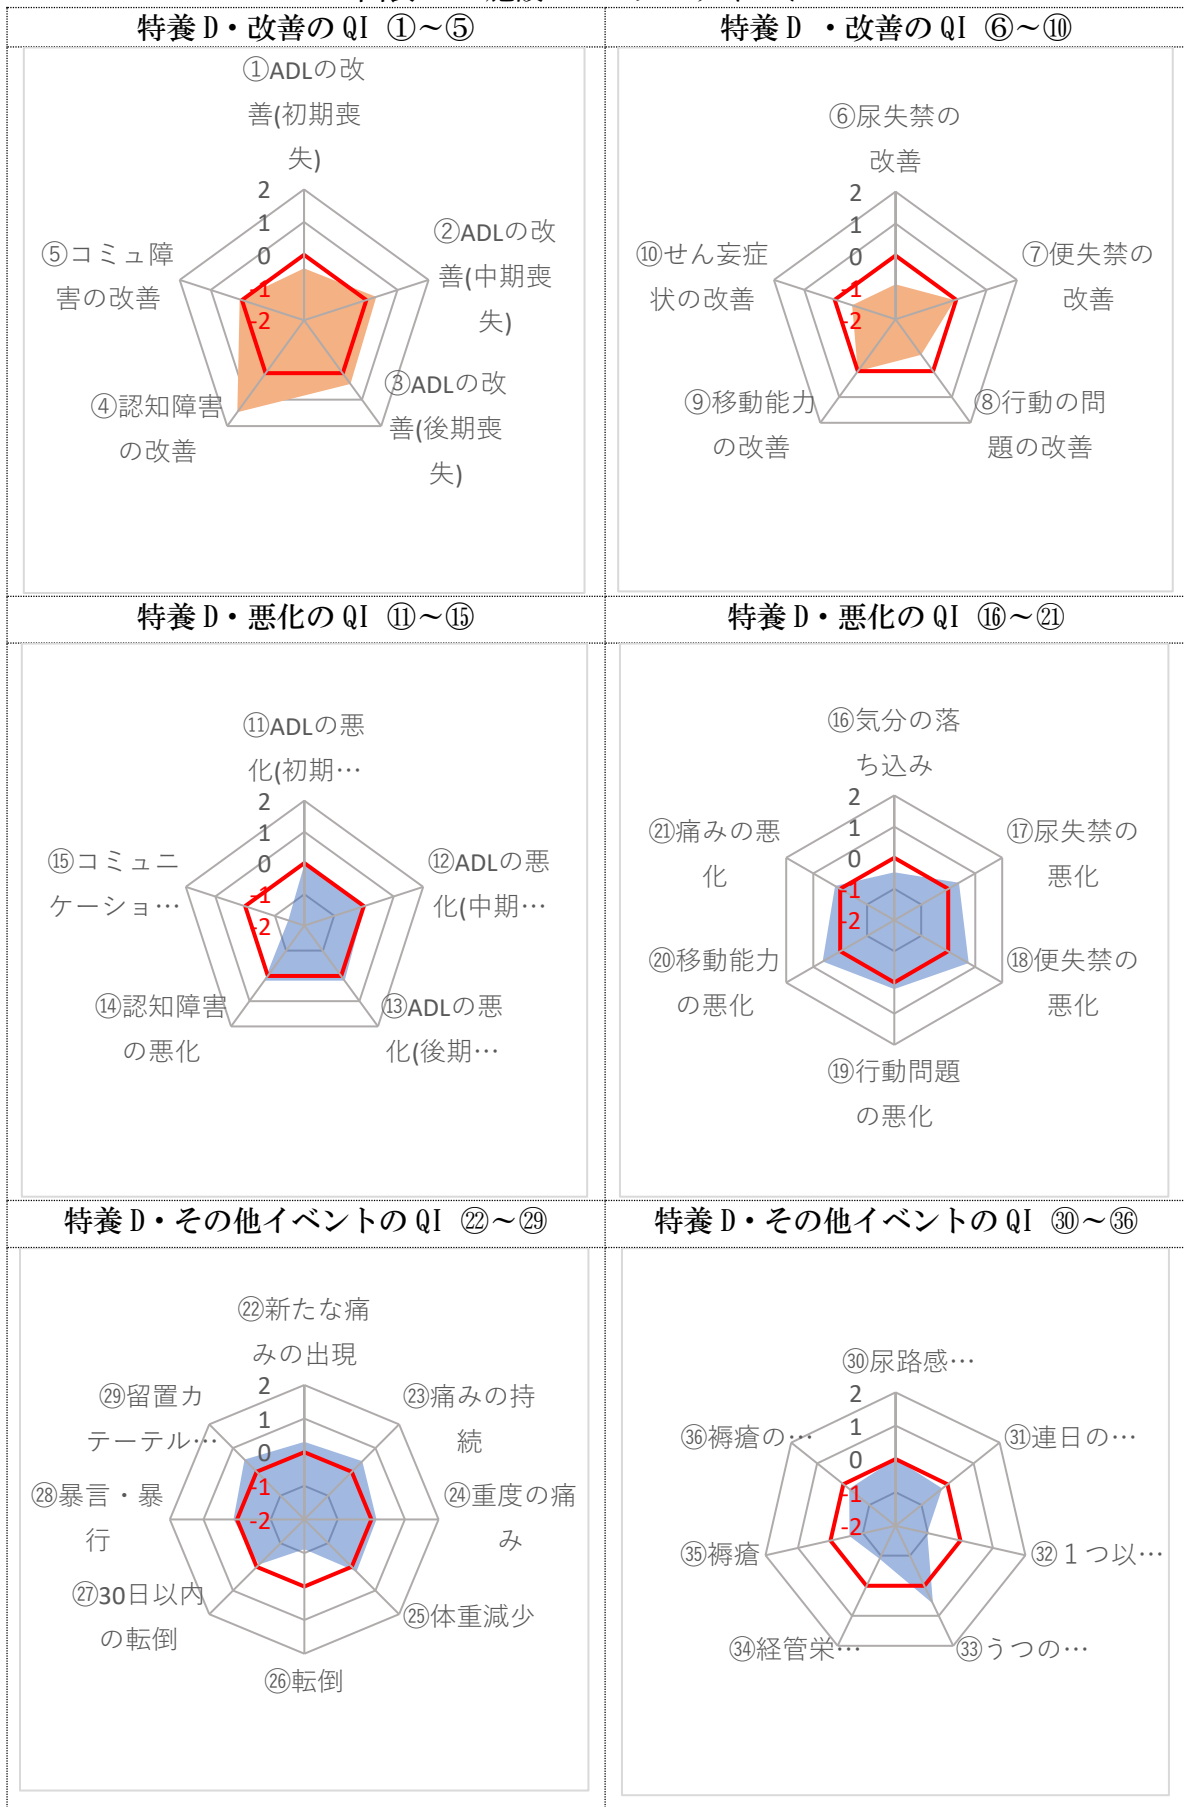 特養 D・改善の QI ①～⑤
特養 D ・改善の QI ⑥～⑩
①ADLの改
善(初期喪
失)
2
1
0
-1
-2
②ADLの改
善(中期喪
失)
③ADLの改
善(後期喪
失)
④認知障害
の改善
⑤コミュ障
害の改善
⑥尿失禁の
改善
2
1
0
-1
-2
⑦便失禁の
改善
⑧行動の問
題の改善
⑨移動能力
の改善
⑩せん妄症
状の改善
特養 D・悪化の QI ⑪～⑮
特養 D・悪化の QI ⑯～㉑
⑪ADLの悪
化(初期…
2
1
0
-1
-2
⑫ADLの悪
化(中期…
⑬ADLの悪
化(後期…
⑭認知障害
の悪化
⑮コミュニ
ケーショ…
⑯気分の落
ち込み
2
1
0
-1
-2
⑰尿失禁の
悪化
⑱便失禁の
悪化
⑲行動問題
の悪化
⑳移動能力
の悪化
㉑痛みの悪
化
特養 D・その他イベントの QI ㉒～㉙
特養 D・その他イベントの QI ㉚～㊱
㉒新たな痛
みの出現
2
1
0
-1
-2
㉓痛みの持
続
㉔重度の痛
み
㉕体重減少
㉖転倒
㉗30日以内
の転倒
㉘暴言・暴
行
㉙留置カ
テーテル…
㉚尿路感…
2
1
0
-1
-2
㉛連日の…
㉜１つ以…
㉝うつの…
㉞経管栄…
㉟褥瘡
㊱褥瘡の…